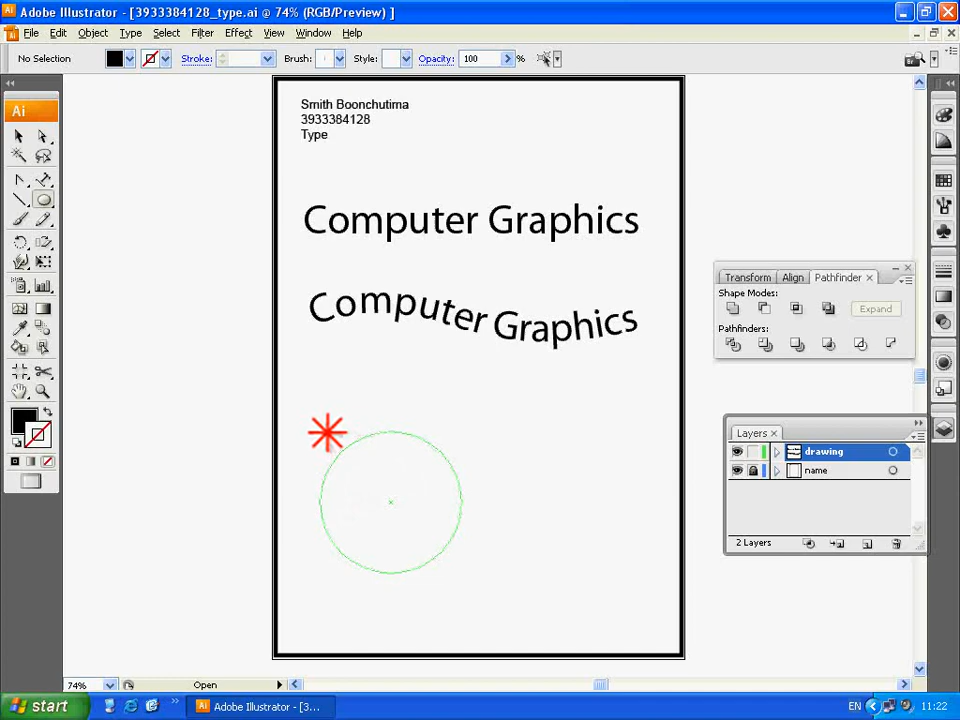 Adobe Illustrator - [3933384128_type.ai @ 74% (RGB/Preview) ]
File Edit Object Type Select Filter Effect View Window Help
No Selection Stroke: Brush: Style: Opacity: 100 %
Ai
Smith Boonchutima
3933384128
Type
Computer Graphics
Computer Graphics
Transform Align Pathfinder x
Shape Modes:
Expand
Pathfinders:
Layers x
drawing
name
2 Layers
74% Open
start Adobe Illustrator - [3... EN 11:22